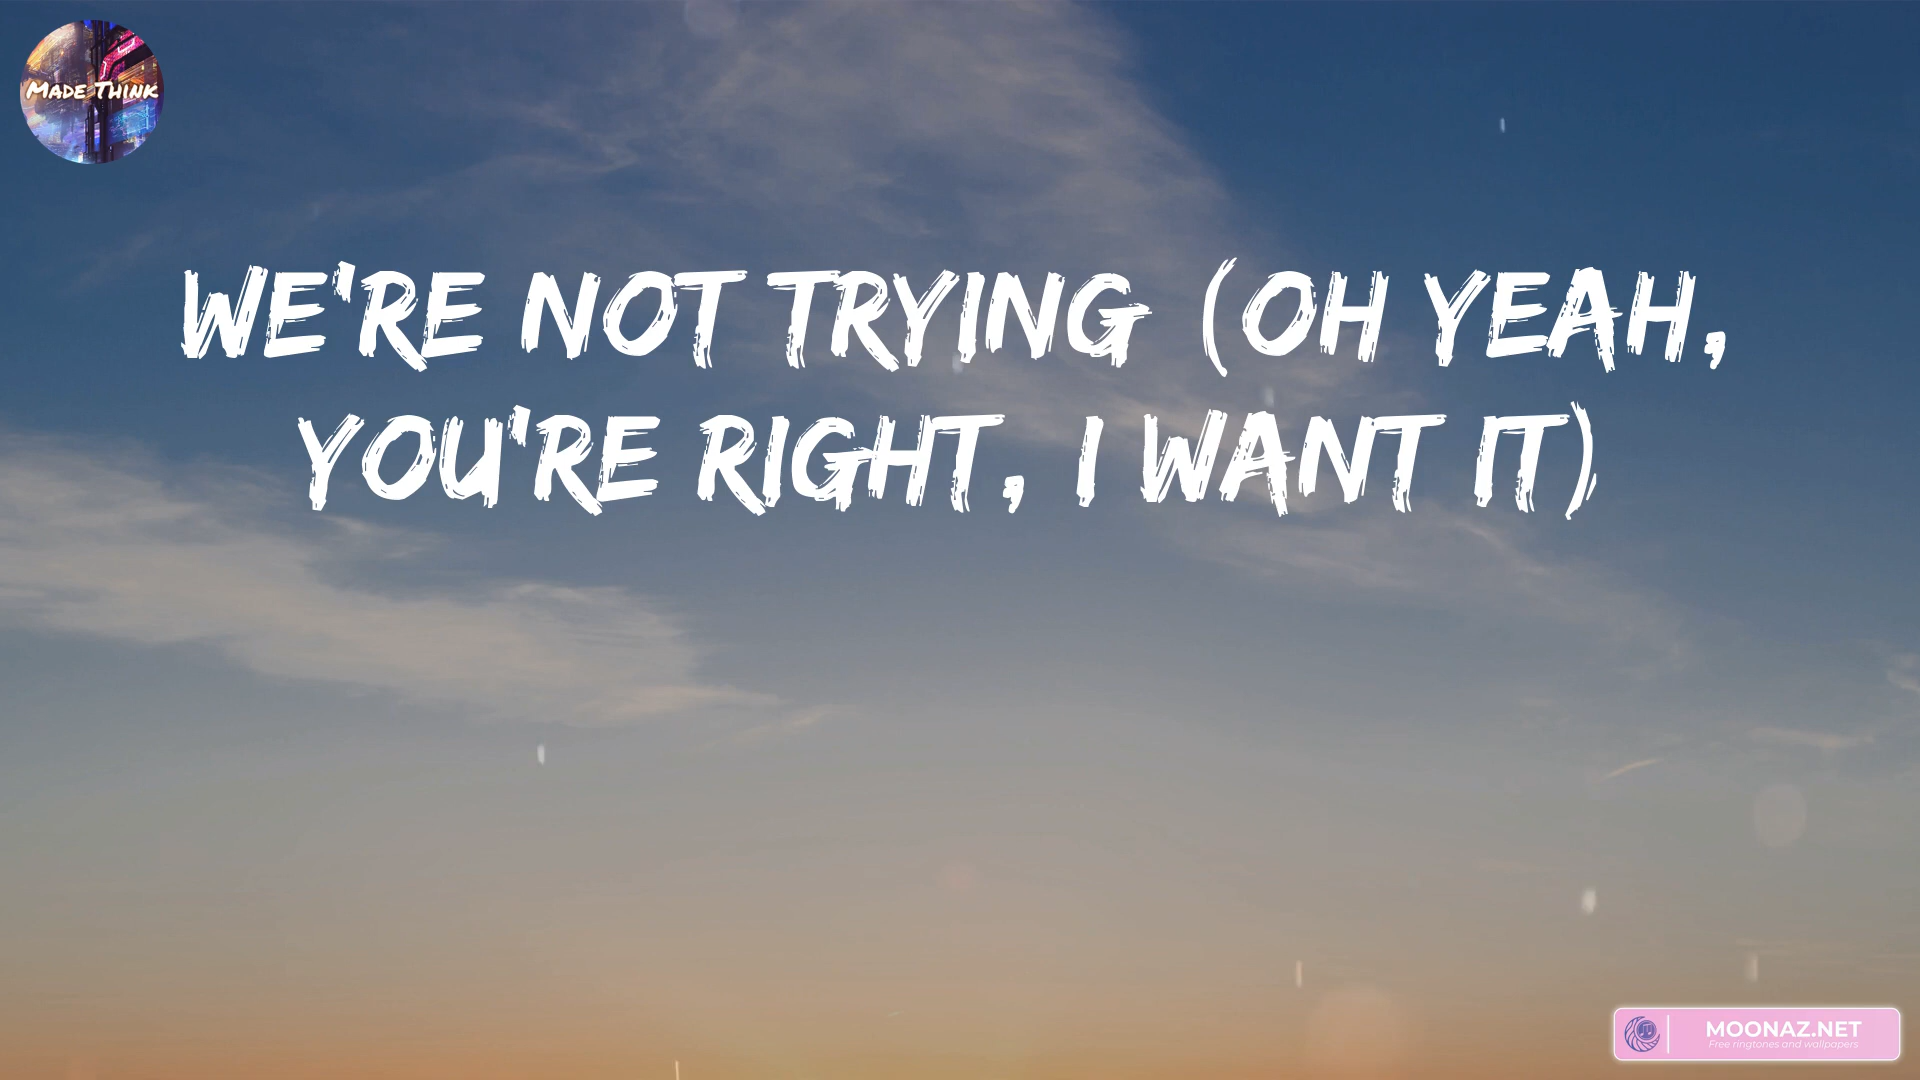 MADE THINK
WE'RE NOT TRYING (OH YEAH,
YOU'RE RIGHT, I WANT IT)
MOONAZ.NET
Free ringtones and wallpapers